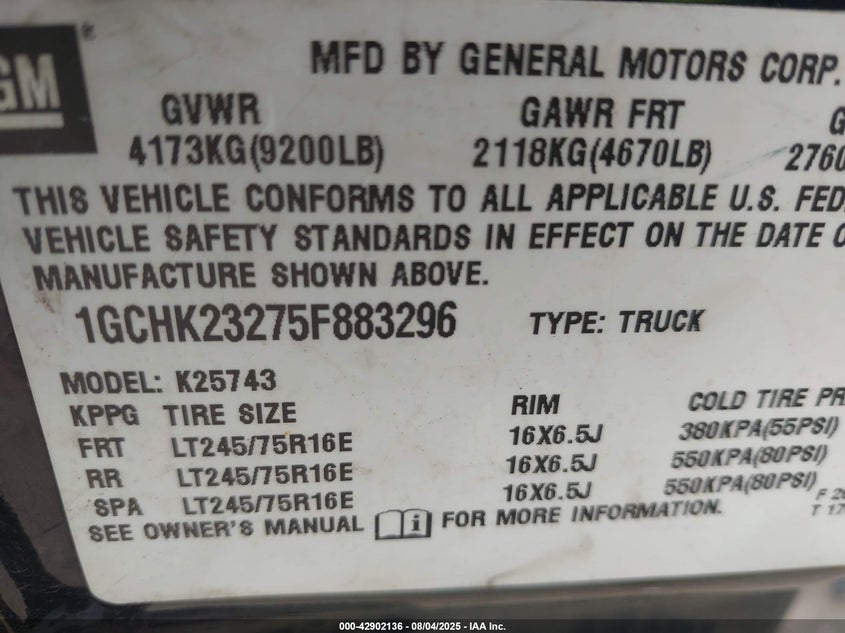 GM ®
MFD BY GENERAL MOTORS CORP.
GVWR GAWR FRT G
4173KG(9200LB) 2118KG(4670LB) 2760
THIS VEHICLE CONFORMS TO ALL APPLICABLE U.S. FED
VEHICLE SAFETY STANDARDS IN EFFECT ON THE DATE O
MANUFACTURE SHOWN ABOVE.
1GCHK23275F883296 TYPE: TRUCK
MODEL: K25743
KPPG TIRE SIZE RIM COLD TIRE PR
FRT LT245/75R16E 16X6.5J 380KPA(55PSI)
RR LT245/75R16E 16X6.5J 550KPA(80PSI)
SPA LT245/75R16E 16X6.5J 550KPA(80PSI) F 26
SEE OWNER'S MANUAL FOR MORE INFORMATION. T 17
000-42902136 - 08/04/2025 - IAA Inc.